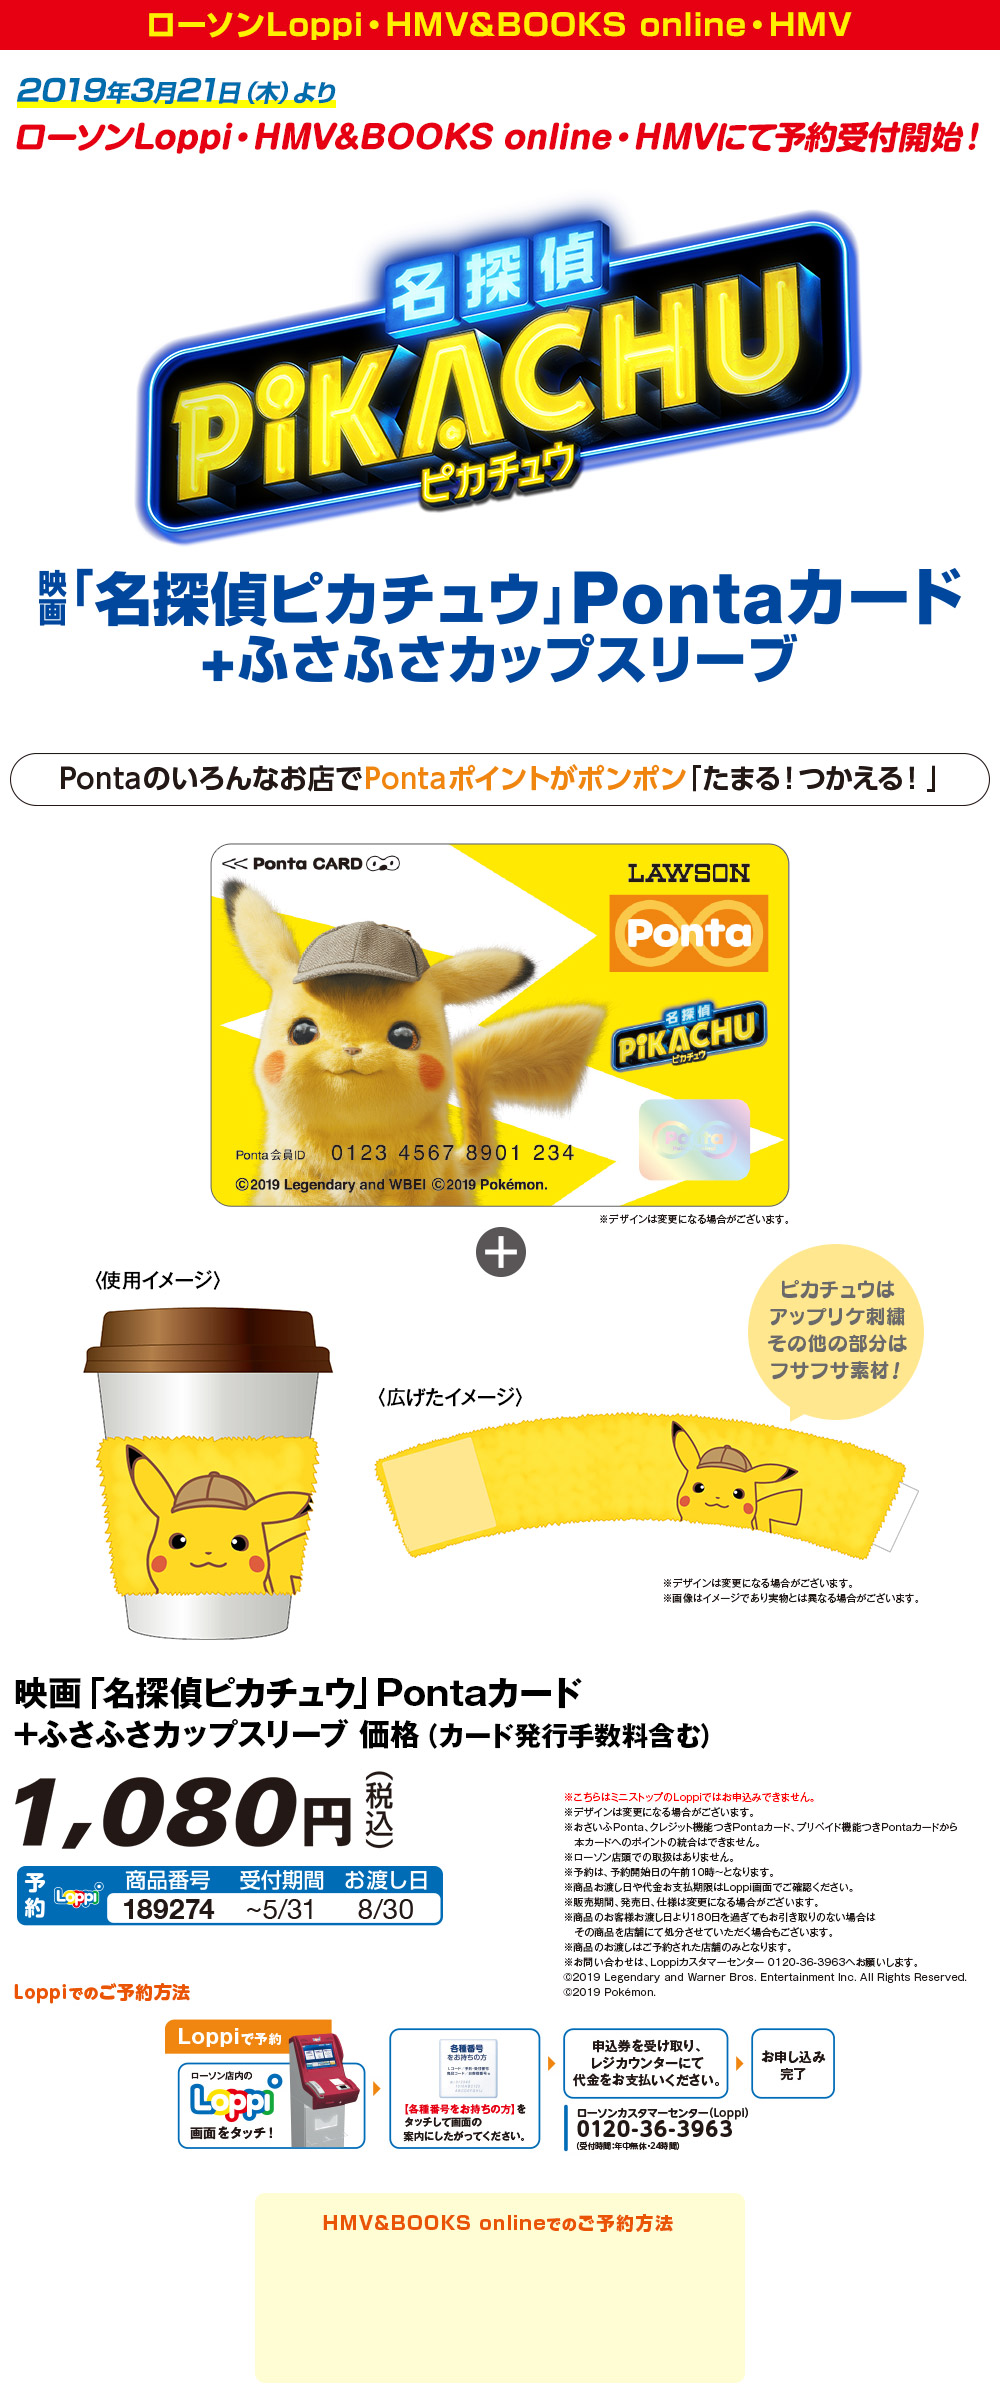 ローソンLoppi・HMV&BOOKS online・HMV
2019年3月21日（木）より
ローソンLoppi・HMV&BOOKS online・HMVにて予約受付開始！
名探偵
PiKACHU
ピカチュウ
映画「名探偵ピカチュウ」Pontaカード
+ふさふさカップスリーブ
Pontaのいろんなお店でPontaポイントがポンポン「たまる！つかえる！」
<< Ponta CARD
LAWSON
Ponta
名探偵
PiKACHU
ピカチュウ
Ponta
Ponta会員ID 0123 4567 8901 234
©2019 Legendary and WBEI ©2019 Pokémon.
※デザインは変更になる場合がございます。
+
〈使用イメージ〉
ピカチュウは
アップリケ刺繍
その他の部分は
フサフサ素材！
〈広げたイメージ〉
※デザインは変更になる場合がございます。
※画像はイメージであり実物とは異なる場合がございます。
映画「名探偵ピカチュウ」Pontaカード
＋ふさふさカップスリーブ 価格（カード発行手数料含む）
1,080円（税込）
予約 Loppi 商品番号 受付期間 お渡し日
189274 ~5/31 8/30
※こちらはミニストップのLoppiではお申込みできません。
※デザインは変更になる場合がございます。
※おさいふPonta、クレジット機能つきPontaカード、プリペイド機能つきPontaカードから
本カードへのポイントの統合はできません。
※ローソン店頭での取扱はありません。
※予約は、予約開始日の午前10時～となります。
※商品お渡し日や代金お支払期限はLoppi画面でご確認ください。
※販売期間、発売日、仕様は変更になる場合がございます。
※商品のお客様お渡し日より180日を過ぎてもお引き取りのない場合は
その商品を店舗にて処分させていただく場合もございます。
※商品のお渡しはご予約された店舗のみとなります。
※お問い合わせは、Loppiカスタマーセンター 0120-36-3963へお願いします。
©2019 Legendary and Warner Bros. Entertainment Inc. All Rights Reserved.
©2019 Pokémon.
Loppiでのご予約方法
Loppiで予約
ローソン店内の
Loppi
画面をタッチ！
各種番号
をお持ちの方
【各種番号をお持ちの方】を
タッチして画面の
案内にしたがってください。
申込券を受け取り、
レジカウンターにて
代金をお支払いください。
お申し込み
完了
ローソンカスタマーセンター（Loppi）
0120-36-3963
（受付時間：年中無休・24時間）
HMV&BOOKS onlineでのご予約方法